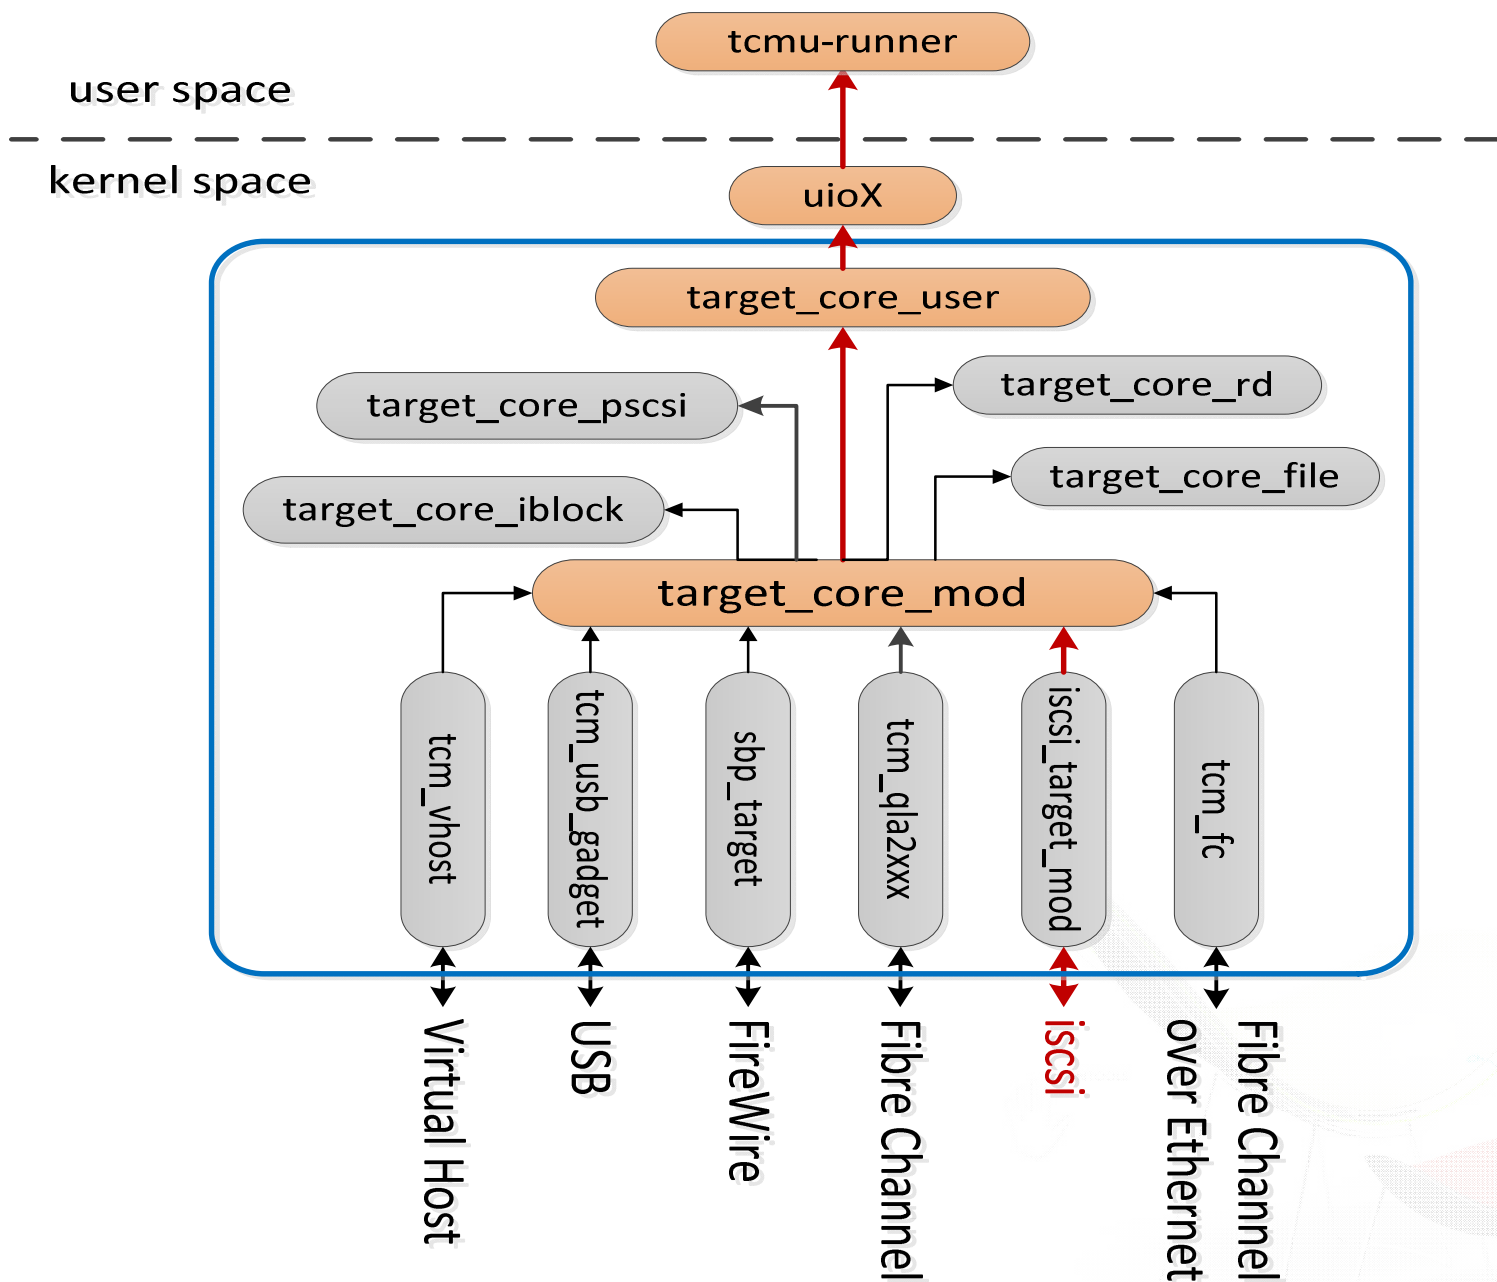 tcmu-runner
user space
kernel space
uioX
target_core_user
target_core_pscsi
target_core_rd
target_core_iblock
target_core_file
target_core_mod
tcm_vhost
tcm_usb_gadget
sbp_target
tcm_qla2xxx
iscsi_target_mod
tcm_fc
Virtual Host
USB
FireWire
Fibre Channel
iscsi
Fibre Channel
over Ethernet